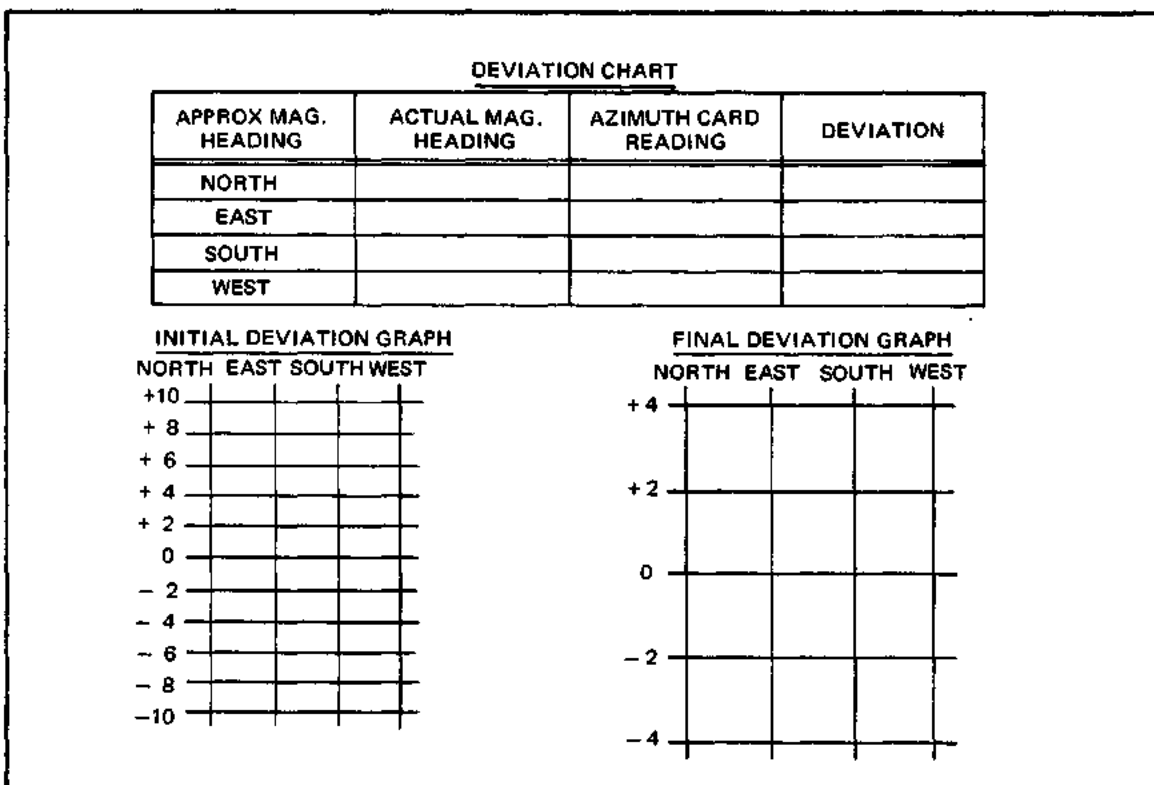 DEVIATION CHART
APPROX MAG. HEADING ACTUAL MAG. HEADING AZIMUTH CARD READING DEVIATION
NORTH
EAST
SOUTH
WEST
INITIAL DEVIATION GRAPH
NORTH EAST SOUTH WEST
+10
+ 8
+ 6
+ 4
+ 2
0
- 2
- 4
- 6
- 8
-10
FINAL DEVIATION GRAPH
NORTH EAST SOUTH WEST
+ 4
+ 2
0
- 2
- 4